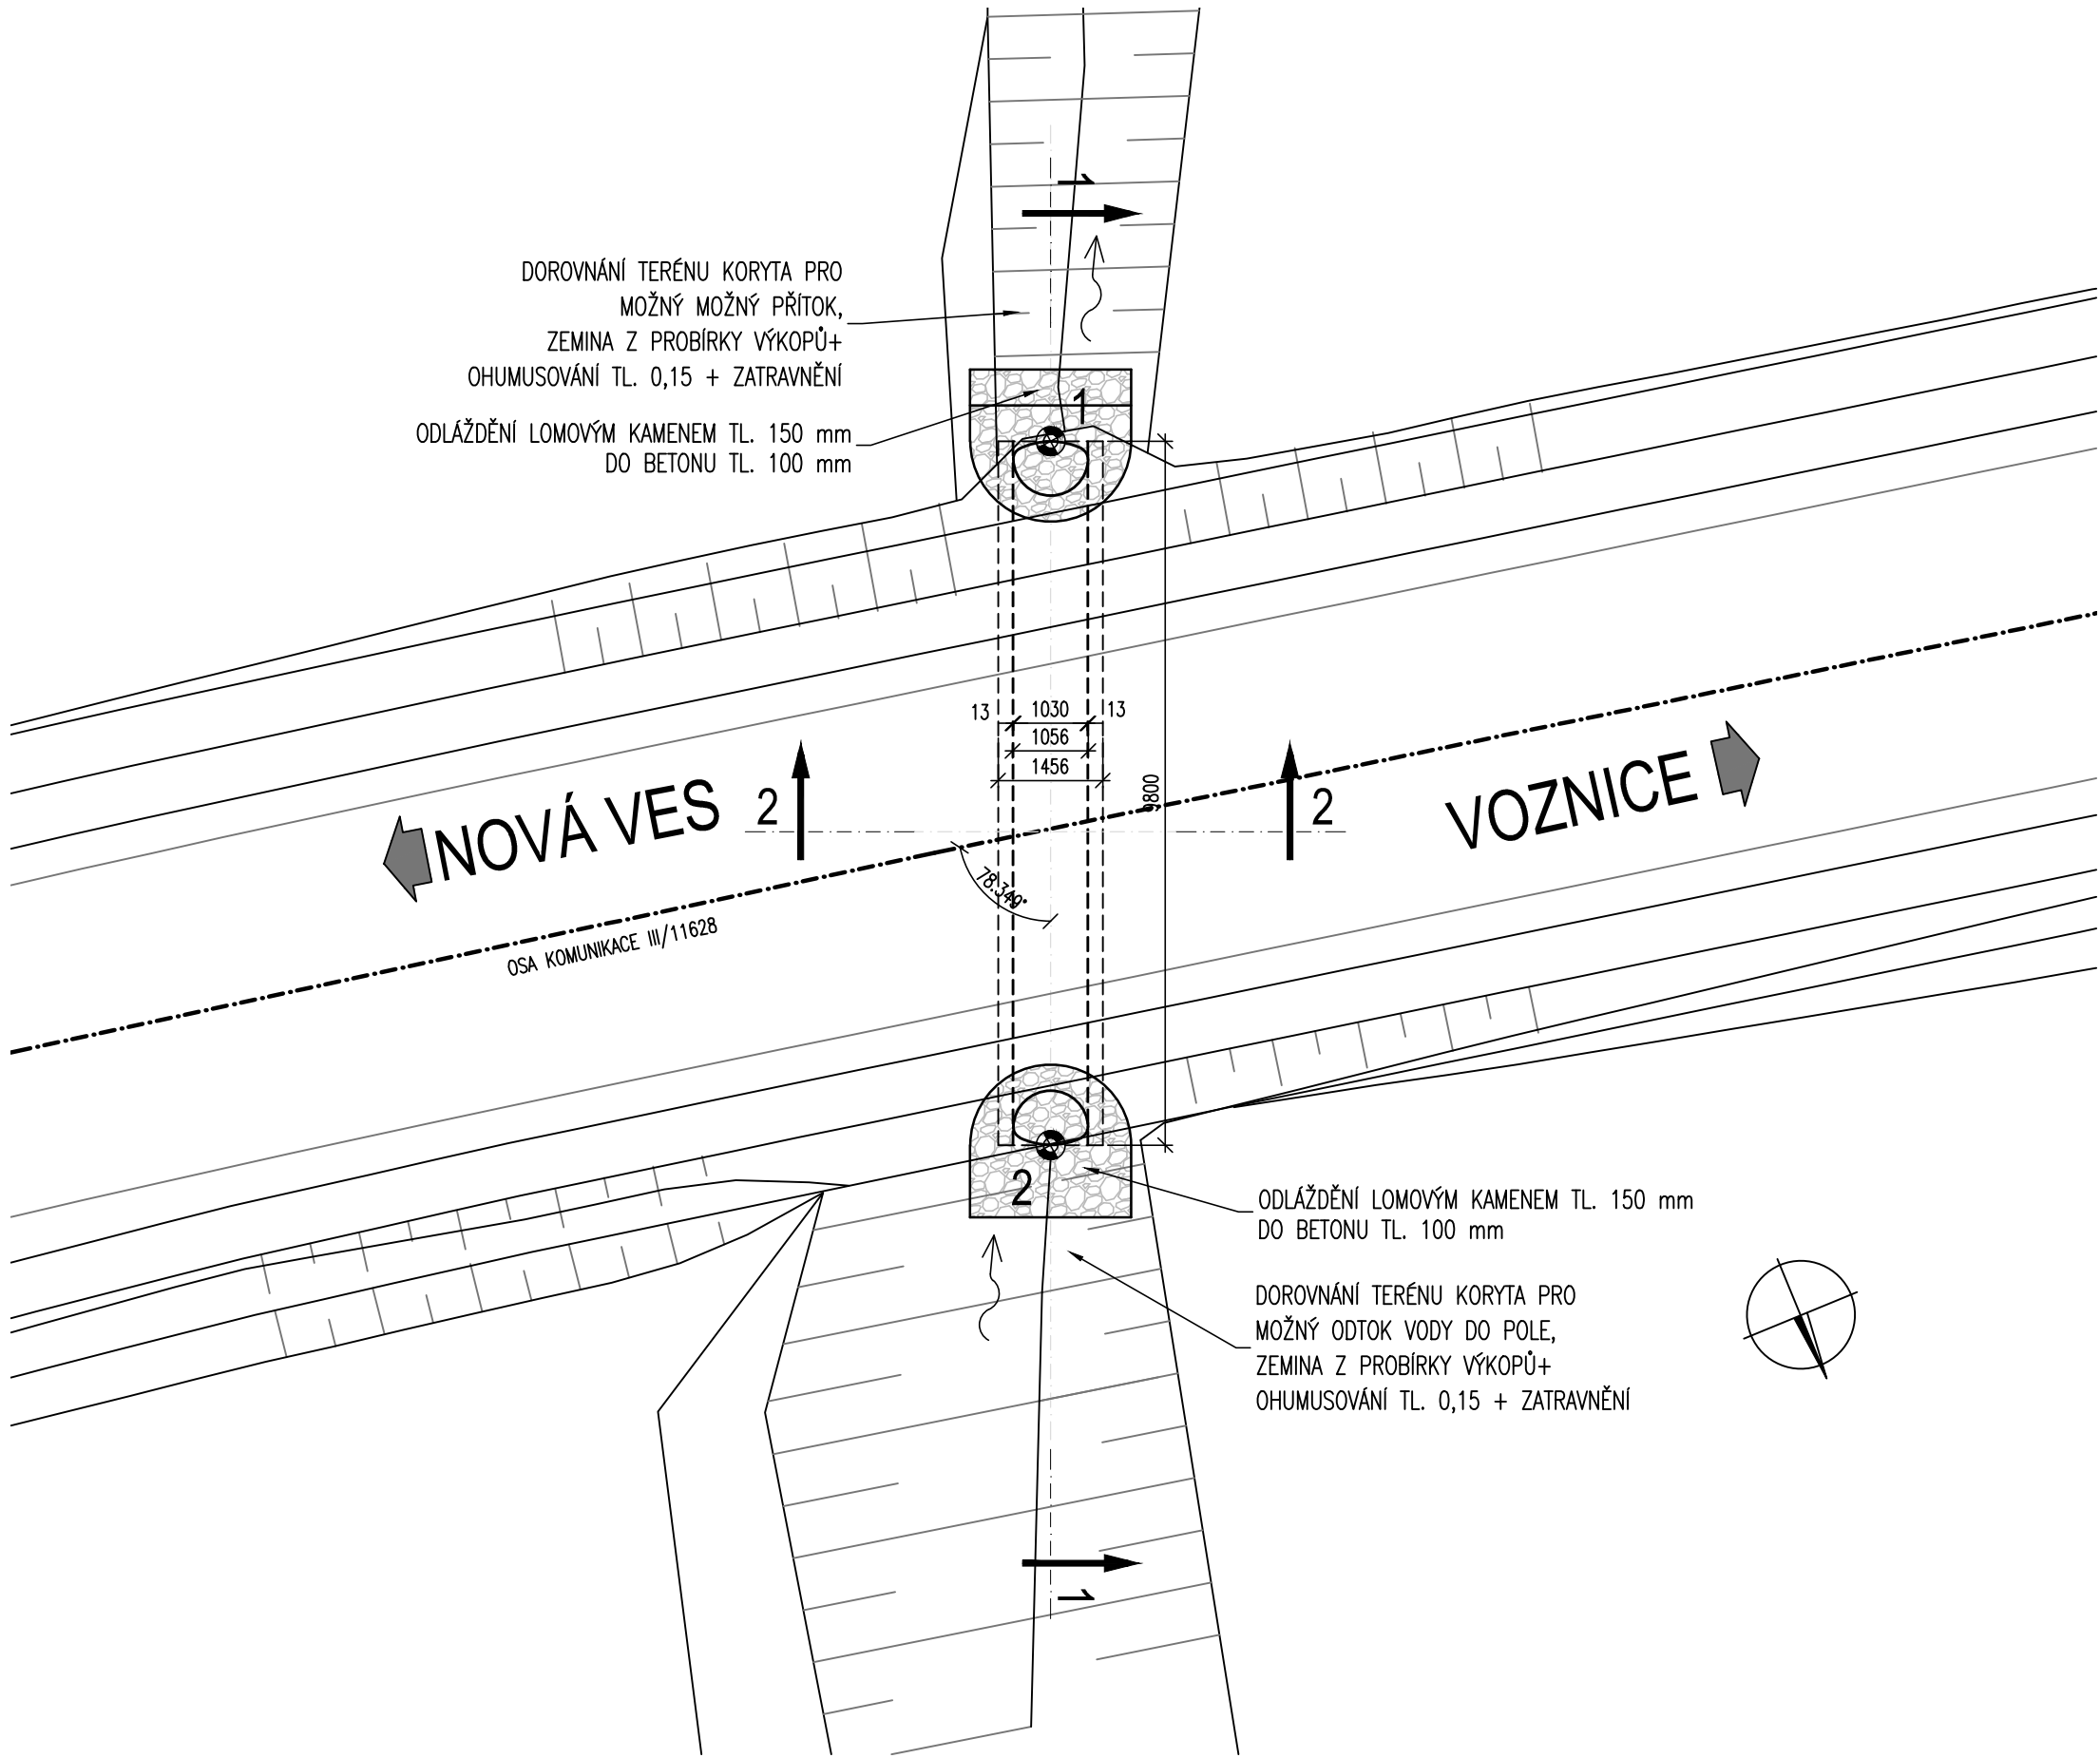 1
DOROVNÁNÍ TERÉNU KORYTA PRO
MOŽNÝ MOŽNÝ PŘÍTOK,
ZEMINA Z PROBÍRKY VÝKOPŮ+
OHUMUSOVÁNÍ TL. 0,15 + ZATRAVNĚNÍ
1
ODLÁŽDĚNÍ LOMOVÝM KAMENEM TL. 150 mm
DO BETONU TL. 100 mm
13 1030 13
1056
1456
9800
NOVÁ VES
2
2
VOZNICE
78.349°
OSA KOMUNIKACE III/11628
2
ODLÁŽDĚNÍ LOMOVÝM KAMENEM TL. 150 mm
DO BETONU TL. 100 mm
DOROVNÁNÍ TERÉNU KORYTA PRO
MOŽNÝ ODTOK VODY DO POLE,
ZEMINA Z PROBÍRKY VÝKOPŮ+
OHUMUSOVÁNÍ TL. 0,15 + ZATRAVNĚNÍ
1